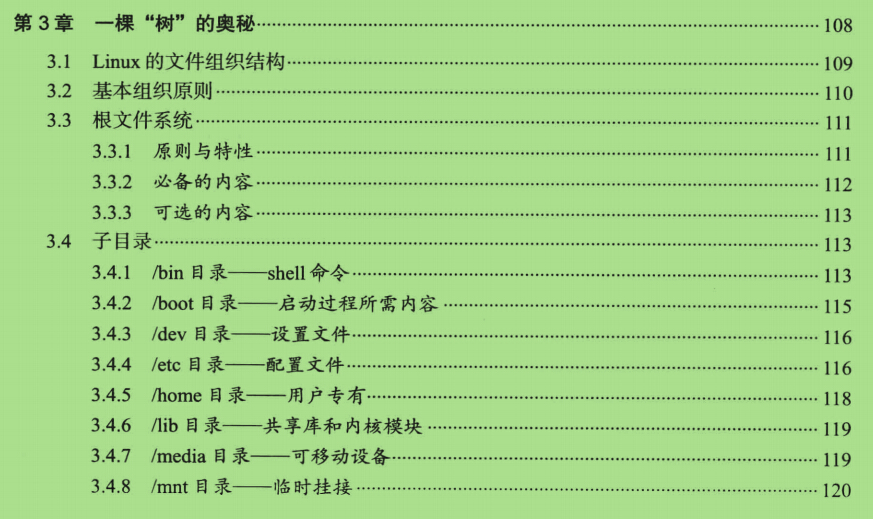 第3章 一棵“树”的奥秘 108
3.1 Linux 的文件组织结构 109
3.2 基本组织原则 110
3.3 根文件系统 111
3.3.1 原则与特性 111
3.3.2 必备的内容 112
3.3.3 可选的内容 113
3.4 子目录 113
3.4.1 /bin 目录——shell 命令 113
3.4.2 /boot 目录——启动过程所需内容 115
3.4.3 /dev 目录——设置文件 116
3.4.4 /etc 目录——配置文件 116
3.4.5 /home 目录——用户专有 118
3.4.6 /lib 目录——共享库和内核模块 119
3.4.7 /media 目录——可移动设备 119
3.4.8 /mnt 目录——临时挂接 120